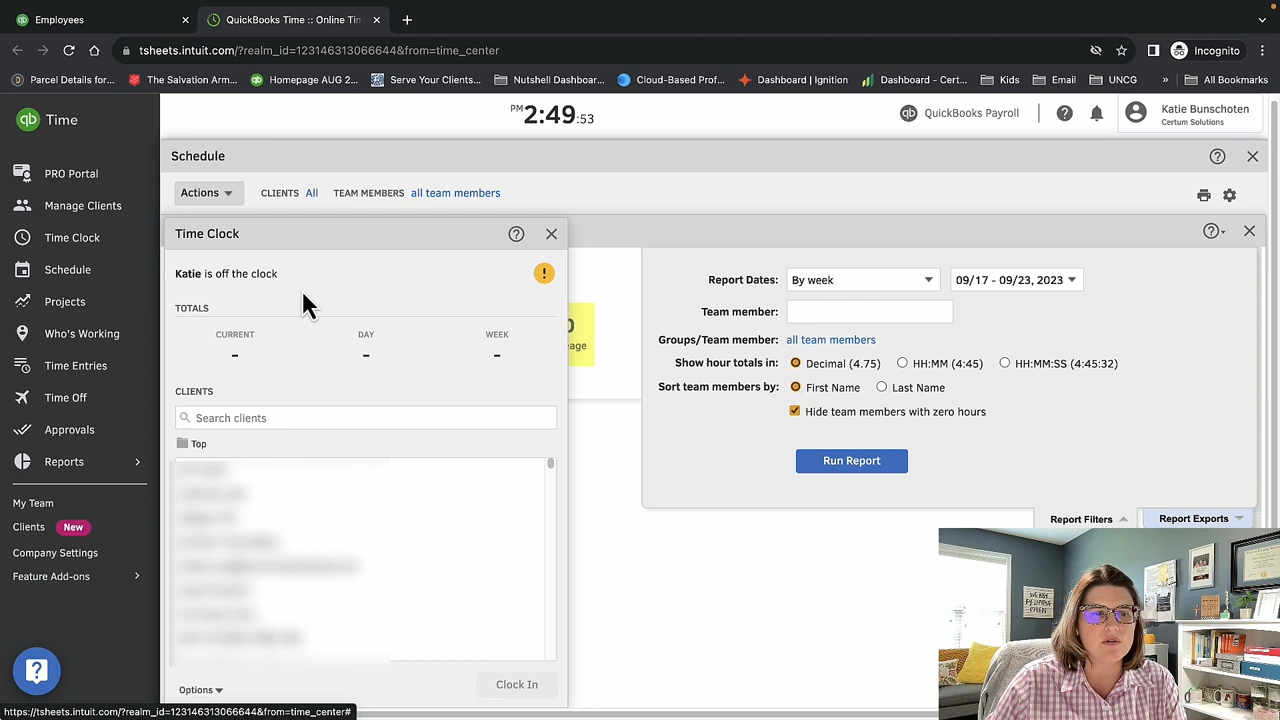 Employees
QuickBooks Time :: Online Tim
tsheets.intuit.com/?realm_id=123146313066644&from=time_center
Incognito
Parcel Details for...
The Salvation Arm...
Homepage AUG 2...
Serve Your Clients...
Nutshell Dashboar...
Cloud-Based Prof...
Dashboard | Ignition
Dashboard - Cert...
Kids
Email
UNCG
»
All Bookmarks
qb Time
PM 2:49:53
qb QuickBooks Payroll
Katie Bunschoten
Certum Solutions
PRO Portal
Manage Clients
Time Clock
Schedule
Projects
Who's Working
Time Entries
Time Off
Approvals
Reports
My Team
Clients New
Company Settings
Feature Add-ons
Schedule
Actions
CLIENTS All
TEAM MEMBERS all team members
Time Clock
Katie is off the clock
TOTALS
CURRENT DAY WEEK
- - -
CLIENTS
Search clients
Top
Options
Clock In
eage
Report Dates: By week 09/17 - 09/23, 2023
Team member:
Groups/Team member: all team members
Show hour totals in: Decimal (4.75) HH:MM (4:45) HH:MM:SS (4:45:32)
Sort team members by: First Name Last Name
Hide team members with zero hours
Run Report
Report Filters
Report Exports
https://tsheets.intuit.com/?realm_id=123146313066644&from=time_center#